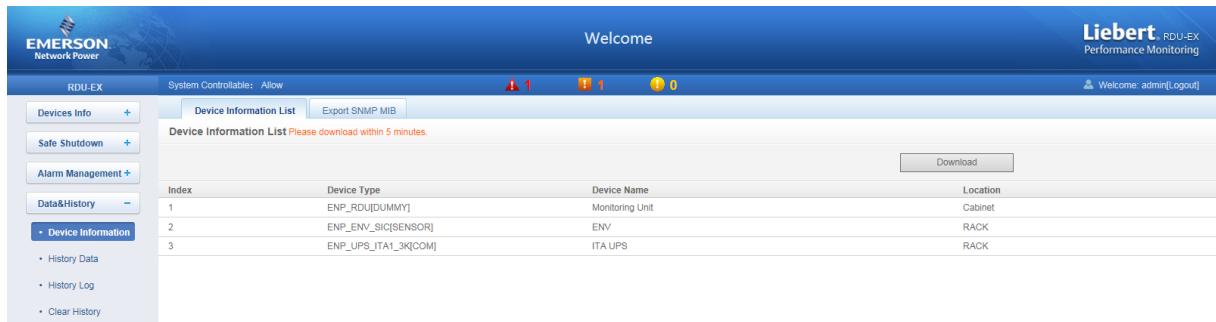 EMERSON
Network Power
Welcome
Liebert RDU-EX
Performance Monitoring
RDU-EX
System Controllable: Allow
1
1
0
Welcome: admin[Logout]
Devices Info +
Safe Shutdown +
Alarm Management +
Data&History −
• Device Information
• History Data
• History Log
• Clear History
Device Information List
Export SNMP MIB
Device Information List Please download within 5 minutes.
Download
Index Device Type Device Name Location
1 ENP_RDU[DUMMY] Monitoring Unit Cabinet
2 ENP_ENV_SIC[SENSOR] ENV RACK
3 ENP_UPS_ITA1_3K[COM] ITA UPS RACK